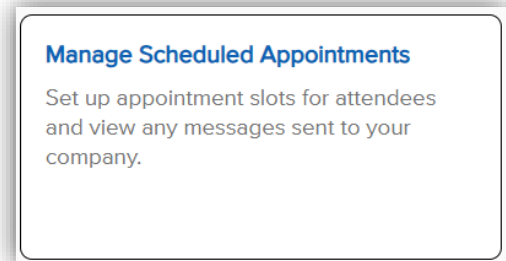 Manage Scheduled Appointments
Set up appointment slots for attendees
and view any messages sent to your
company.